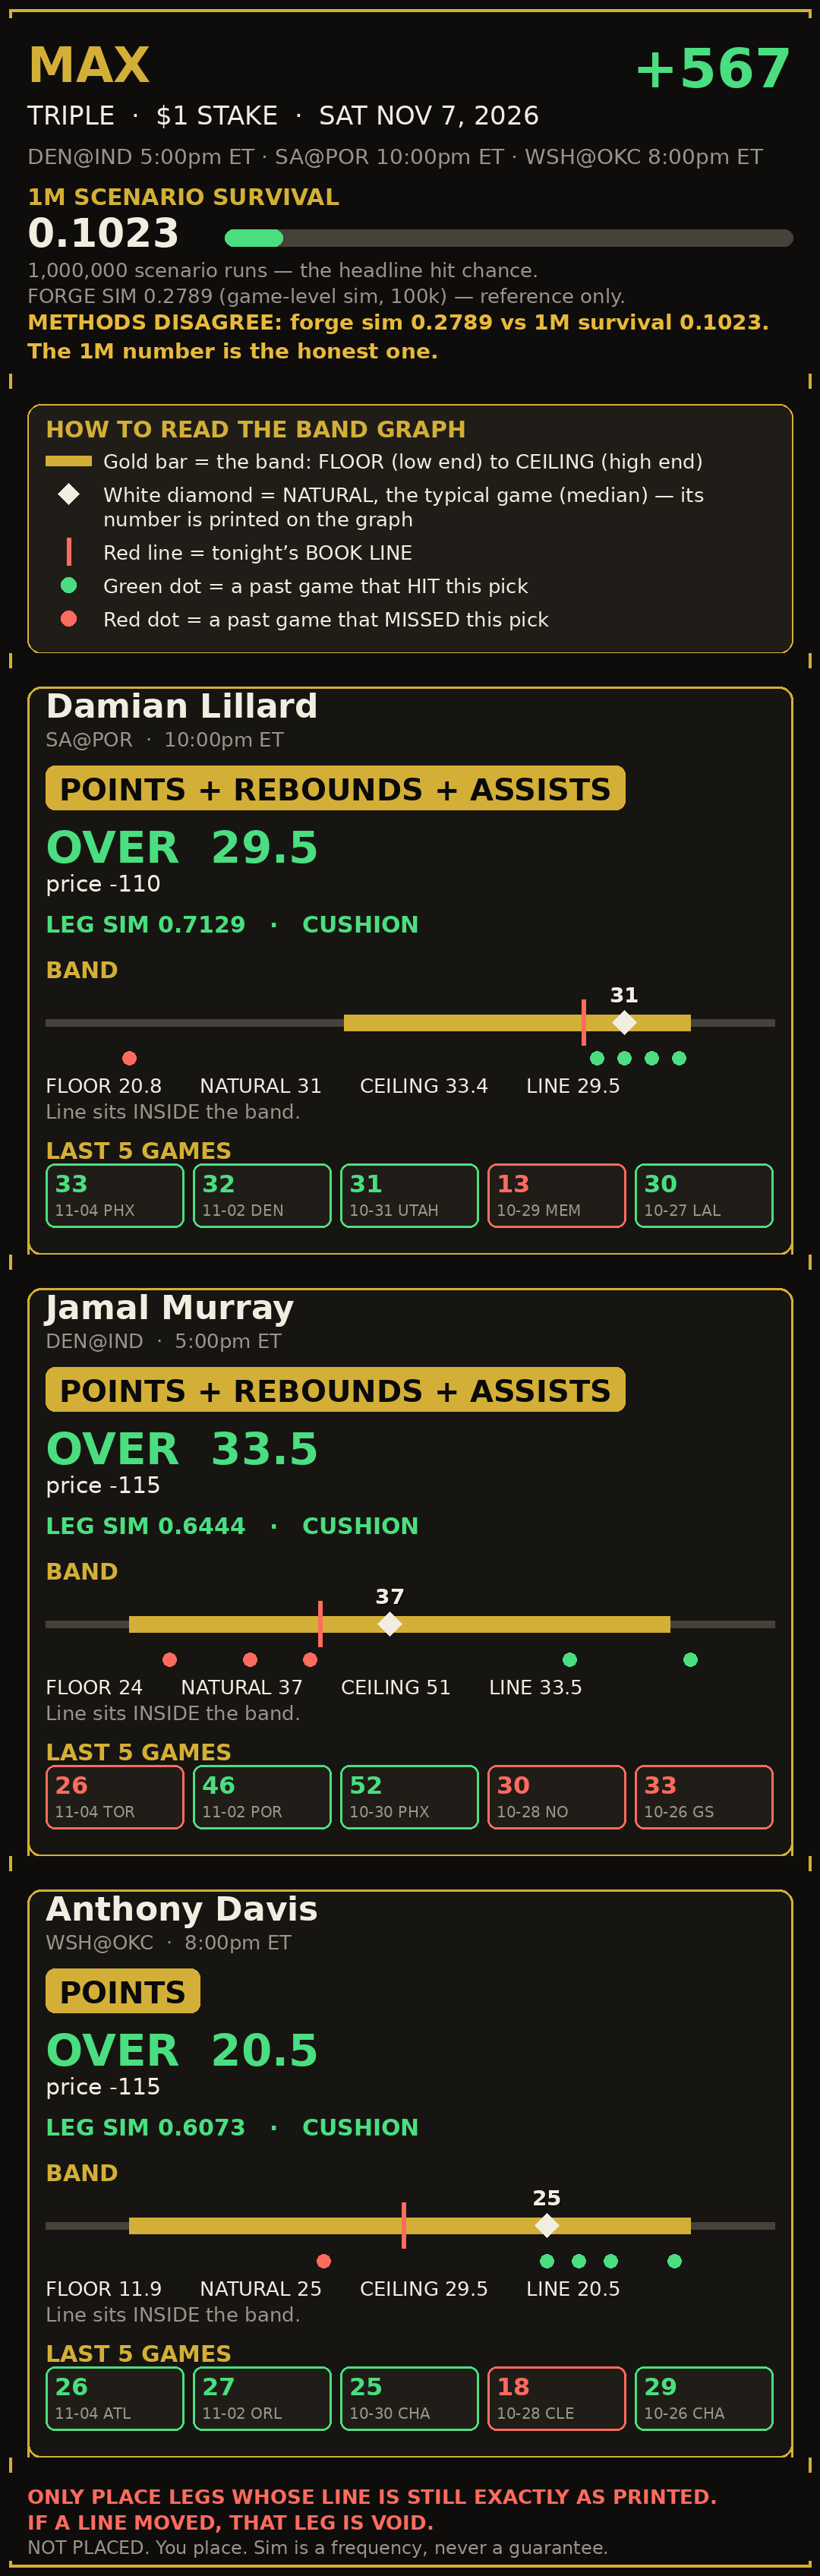 MAX
+567
TRIPLE · $1 STAKE · SAT NOV 7, 2026
DEN@IND 5:00pm ET · SA@POR 10:00pm ET · WSH@OKC 8:00pm ET
1M SCENARIO SURVIVAL
0.1023
1,000,000 scenario runs — the headline hit chance.
FORGE SIM 0.2789 (game-level sim, 100k) — reference only.
METHODS DISAGREE: forge sim 0.2789 vs 1M survival 0.1023.
The 1M number is the honest one.
HOW TO READ THE BAND GRAPH
Gold bar = the band: FLOOR (low end) to CEILING (high end)
White diamond = NATURAL, the typical game (median) — its
number is printed on the graph
Red line = tonight’s BOOK LINE
Green dot = a past game that HIT this pick
Red dot = a past game that MISSED this pick
Damian Lillard
SA@POR · 10:00pm ET
POINTS + REBOUNDS + ASSISTS
OVER 29.5
price -110
LEG SIM 0.7129 · CUSHION
BAND
31
FLOOR 20.8 NATURAL 31 CEILING 33.4 LINE 29.5
Line sits INSIDE the band.
LAST 5 GAMES
33 32 31 13 30
11-04 PHX 11-02 DEN 10-31 UTAH 10-29 MEM 10-27 LAL
Jamal Murray
DEN@IND · 5:00pm ET
POINTS + REBOUNDS + ASSISTS
OVER 33.5
price -115
LEG SIM 0.6444 · CUSHION
BAND
37
FLOOR 24 NATURAL 37 CEILING 51 LINE 33.5
Line sits INSIDE the band.
LAST 5 GAMES
26 46 52 30 33
11-04 TOR 11-02 POR 10-30 PHX 10-28 NO 10-26 GS
Anthony Davis
WSH@OKC · 8:00pm ET
POINTS
OVER 20.5
price -115
LEG SIM 0.6073 · CUSHION
BAND
25
FLOOR 11.9 NATURAL 25 CEILING 29.5 LINE 20.5
Line sits INSIDE the band.
LAST 5 GAMES
26 27 25 18 29
11-04 ATL 11-02 ORL 10-30 CHA 10-28 CLE 10-26 CHA
ONLY PLACE LEGS WHOSE LINE IS STILL EXACTLY AS PRINTED.
IF A LINE MOVED, THAT LEG IS VOID.
NOT PLACED. You place. Sim is a frequency, never a guarantee.